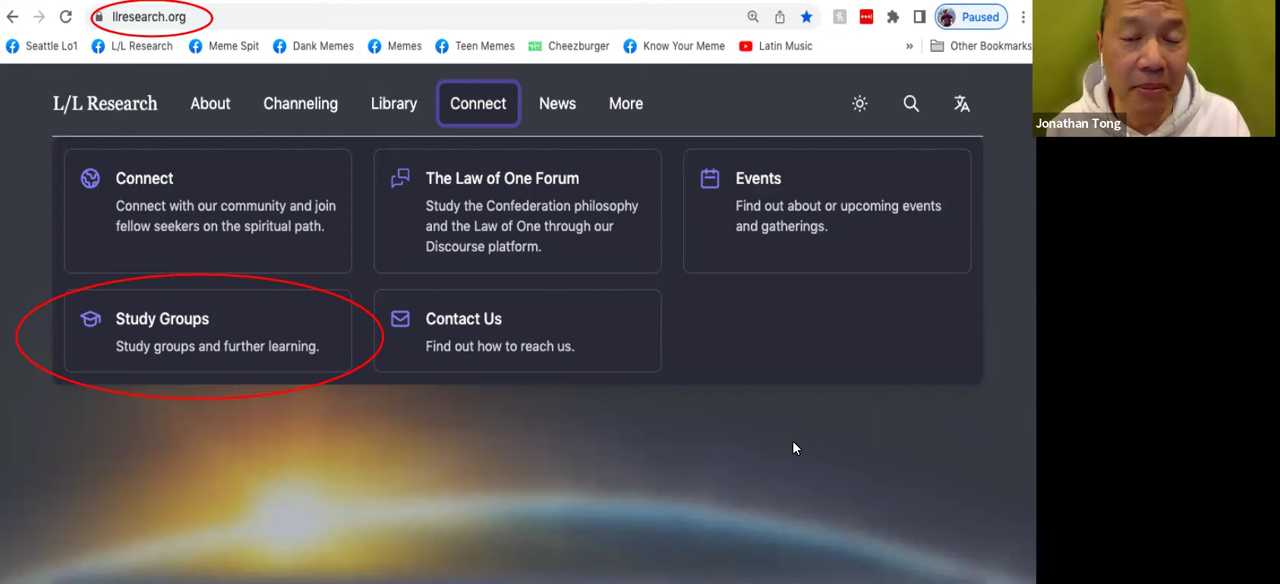 llresearch.org
Paused
Seattle Lo1 L/L Research Meme Spit Dank Memes Memes Teen Memes Cheezburger Know Your Meme Latin Music » Other Bookmarks
L/L Research About Channeling Library Connect News More
Connect
Connect with our community and join
fellow seekers on the spiritual path.
The Law of One Forum
Study the Confederation philosophy
and the Law of One through our
Discourse platform.
Events
Find out about or upcoming events
and gatherings.
Study Groups
Study groups and further learning.
Contact Us
Find out how to reach us.
Jonathan Tong